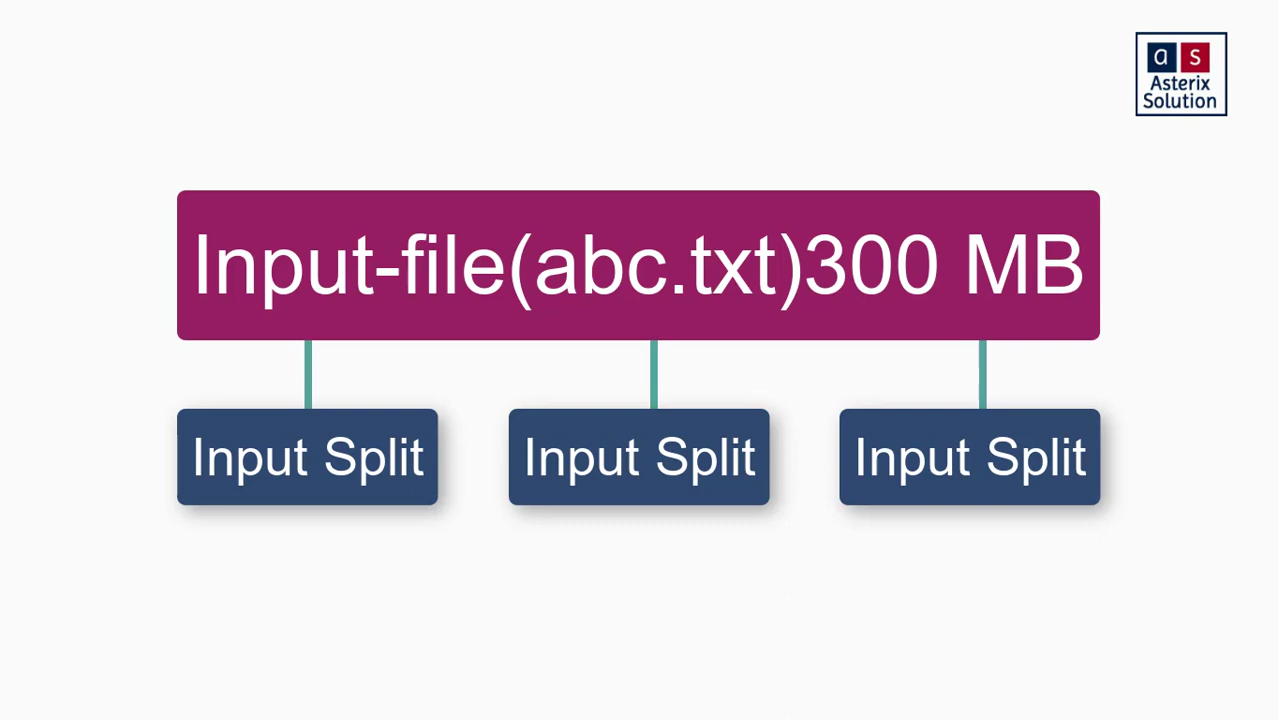 a s
Asterix
Solution
Input-file(abc.txt)300 MB
Input Split
Input Split
Input Split